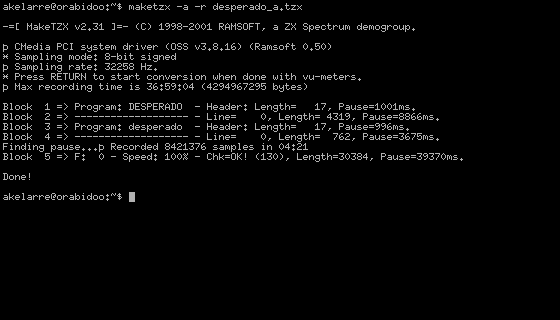 akelarre@orabidoo:~$ maketzx -a -r desperado_a.tzx
-=[ MakeTZX v2.31 ]=- (C) 1998-2001 RAMSOFT, a ZX Spectrum demogroup.
p CMedia PCI system driver (OSS v3.8.16) (Ramsoft 0.50)
* Sampling mode: 8-bit signed
p Sampling rate: 32258 Hz.
* Press RETURN to start conversion when done with vu-meters.
p Max recording time is 36:59:04 (4294967295 bytes)
Block  1 => Program: DESPERADO  - Header: Length=   17, Pause=1001ms.
Block  2 => ------------------- - Line=    0, Length= 4319, Pause=8866ms.
Block  3 => Program: desperado  - Header: Length=   17, Pause=996ms.
Block  4 => ------------------- - Line=    0, Length=  762, Pause=3675ms.
Finding pause...p Recorded 8421376 samples in 04:21
Block  5 => F:  0 - Speed: 100% - Chk=OK! (130), Length=30384, Pause=39370ms.
Done!
akelarre@orabidoo:~$